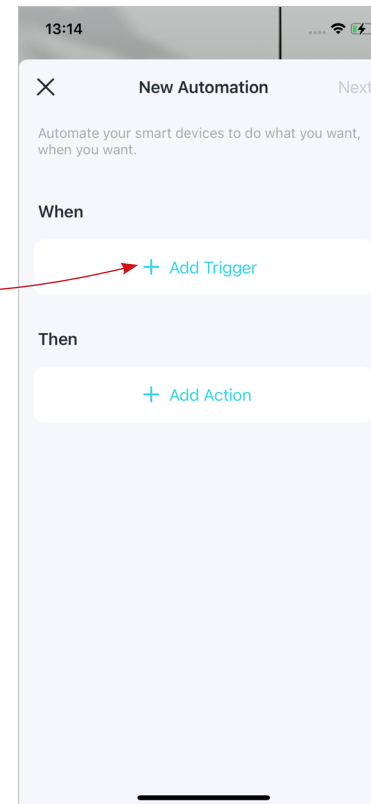 13:14
New Automation
Next
Automate your smart devices to do what you want,
when you want.
When
+ Add Trigger
Then
+ Add Action